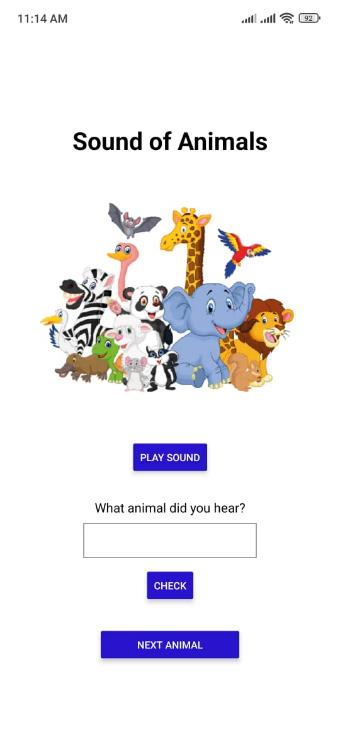 11:14 AM 92
Sound of Animals
PLAY SOUND
What animal did you hear?
CHECK
NEXT ANIMAL